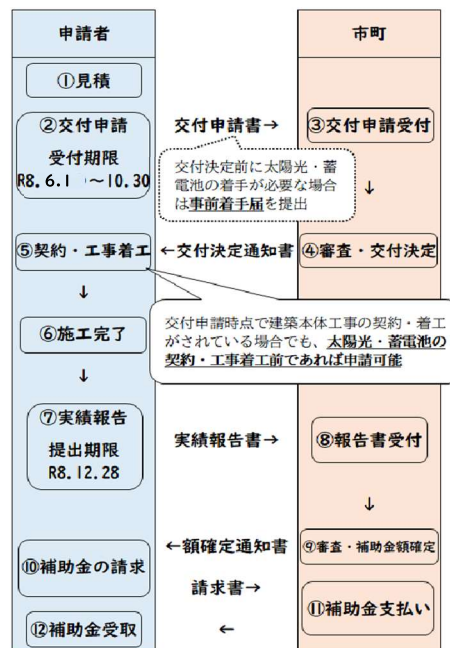 申請者
市町
①見積
②交付申請
受付期限
R8.6.1 ～10.30
交付申請書→
③交付申請受付
交付決定前に太陽光・蓄
電池の着手が必要な場合
は事前着手届を提出
↓
⑤契約・工事着工
←交付決定通知書
④審査・交付決定
↓
交付申請時点で建築本体工事の契約・着工
がされている場合でも、太陽光・蓄電池の
契約・工事着工前であれば申請可能
⑥施工完了
↓
⑦実績報告
提出期限
R8.12.28
実績報告書→
⑧報告書受付
↓
←額確定通知書
⑨審査・補助金額確定
⑩補助金の請求
請求書→
⑪補助金支払い
⑫補助金受取
←